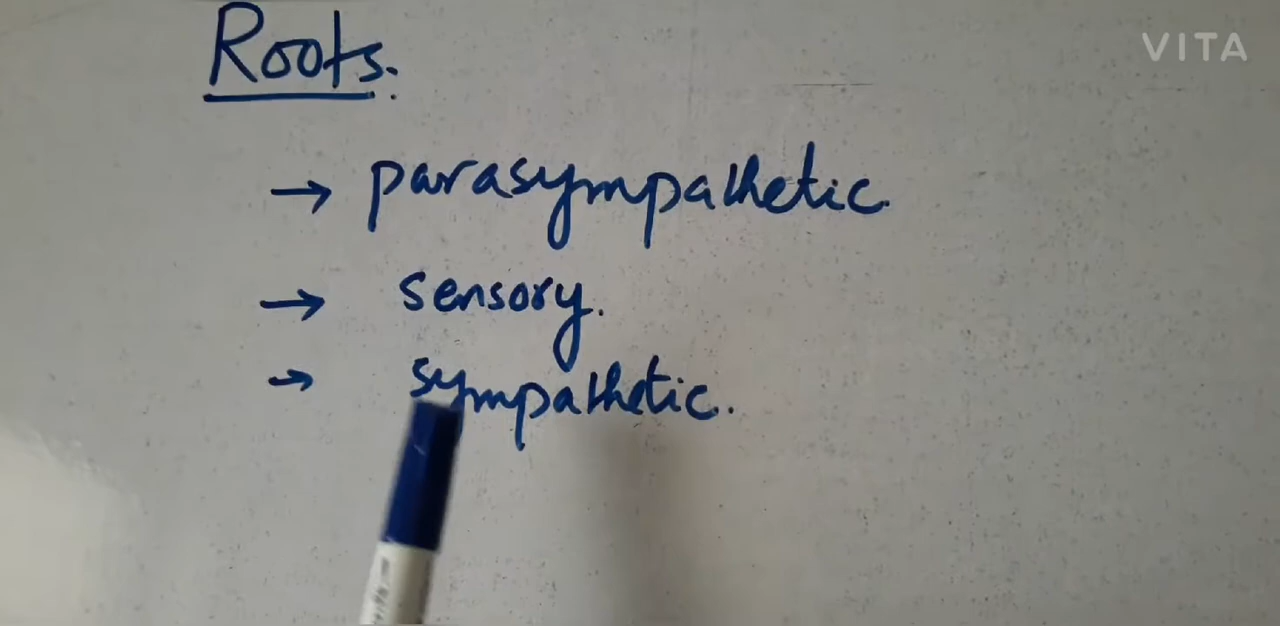 Roots.
VITA
→ parasympathetic.
→ sensory.
→ sympathetic.